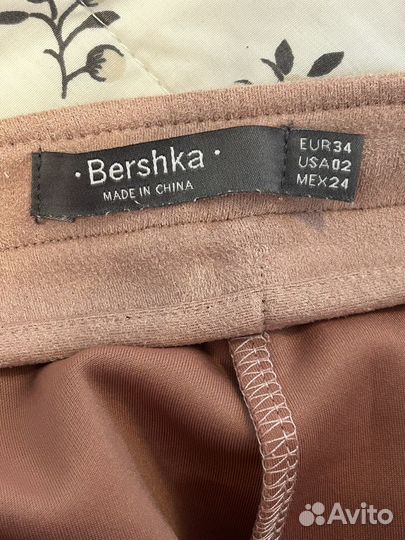 · Bershka ·
MADE IN CHINA
EUR34
USA02
MEX24
Avito